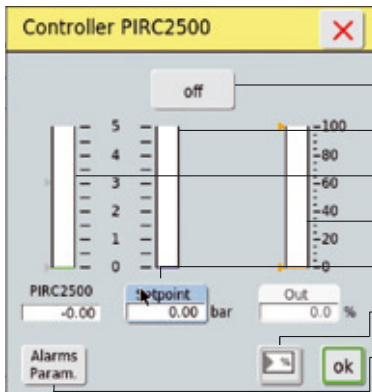 Controller PIRC2500
off
5 100
4 80
3 60
2 40
1 20
0 0
PIRC2500 Setpoint Out
-0.00 0.00 bar 0.0 %
Alarms
Param. % ok